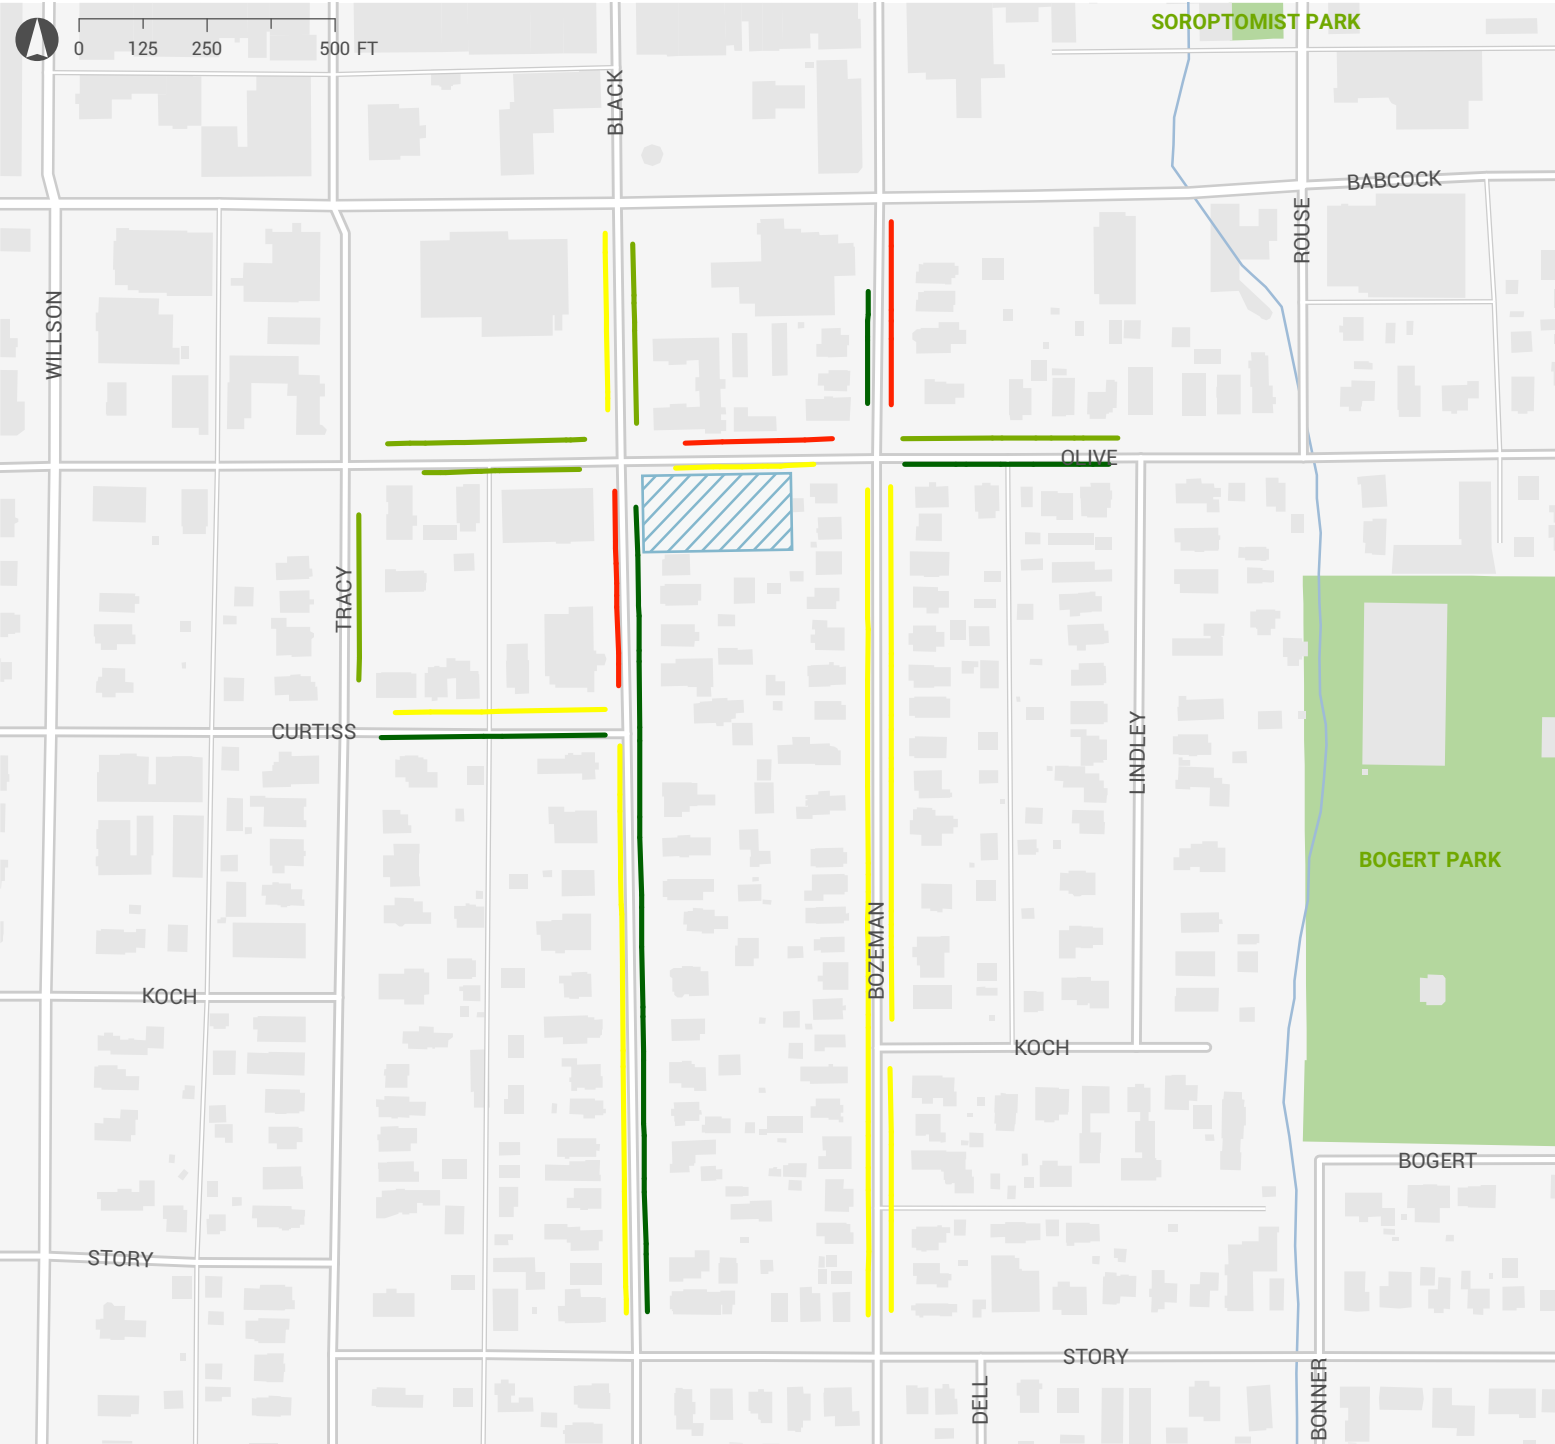 SOROPTOMIST PARK
0 125 250 500 FT
BLACK
BABCOCK
ROUSE
WILLSON
OLIVE
TRACY
CURTISS
LINDLEY
BOGERT PARK
BOZEMAN
KOCH
KOCH
BOGERT
STORY
STORY
DELL
BONNER